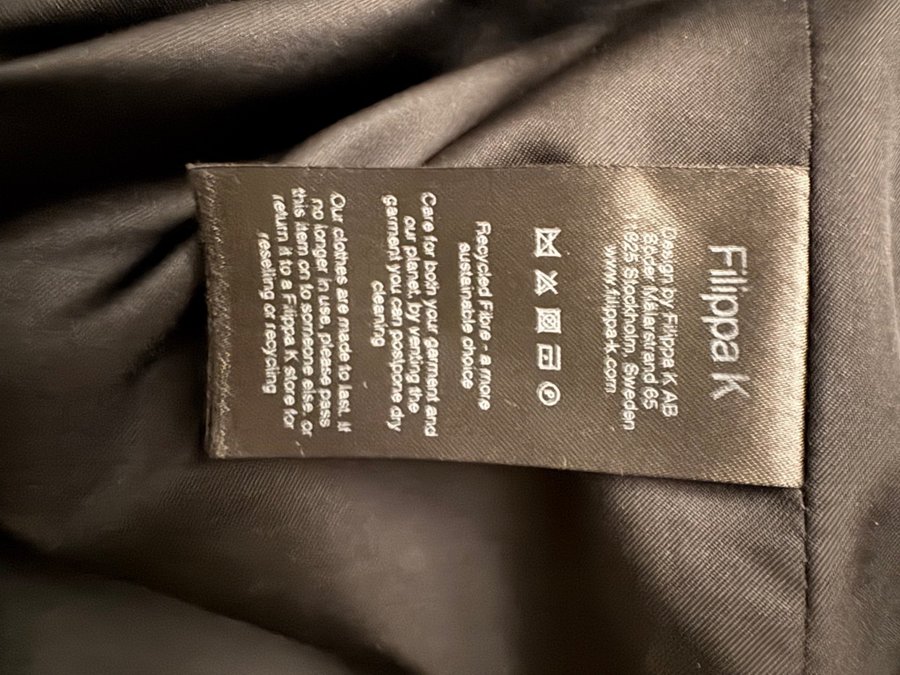 Filippa K
Design by Filippa K AB
Söder Mälarstrand 65
825 Stockholm, Sweden
www.filippa-k.com
P
Recycled Fibre - a more
sustainable choice
Care for both your garment and
our planet, by venting the
garment you can postpone dry
cleaning
Our clothes are made to last. If
no longer in use, please pass
this item on to someone else, or
return it to a Filippa K store for
reselling or recycling